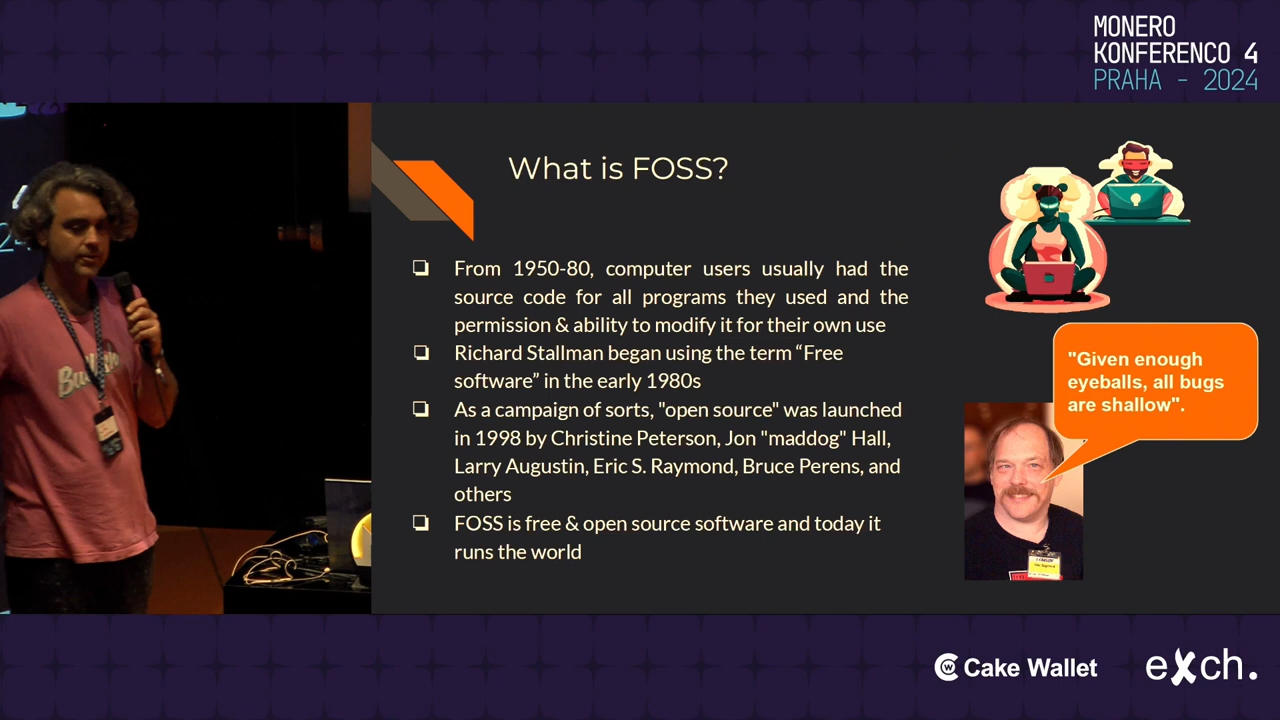 MONERO
KONFERENCO 4
PRAHA - 2024
What is FOSS?
❏ From 1950-80, computer users usually had the
source code for all programs they used and the
permission & ability to modify it for their own use
❏ Richard Stallman began using the term “Free
software” in the early 1980s
❏ As a campaign of sorts, "open source" was launched
in 1998 by Christine Peterson, Jon "maddog" Hall,
Larry Augustin, Eric S. Raymond, Bruce Perens, and
others
❏ FOSS is free & open source software and today it
runs the world
"Given enough
eyeballs, all bugs
are shallow".
Cake Wallet
eXch.